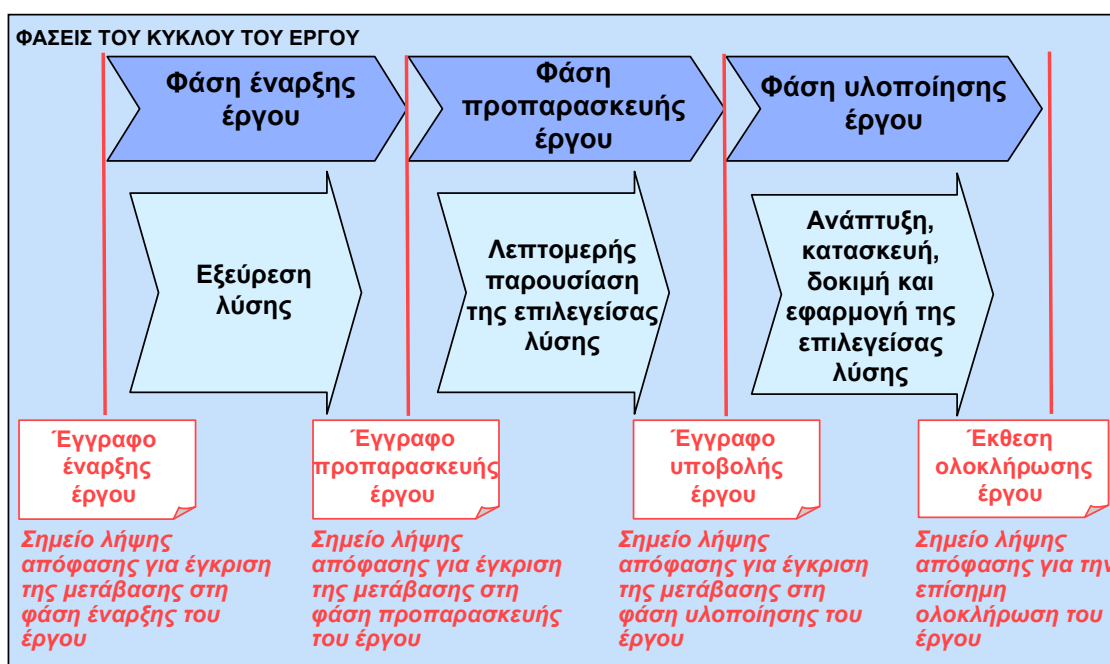 ΦΑΣΕΙΣ ΤΟΥ ΚΥΚΛΟΥ ΤΟΥ ΕΡΓΟΥ
Φάση έναρξης
έργου
Φάση
προπαρασκευής
έργου
Φάση υλοποίησης
έργου
Εξεύρεση
λύσης
Λεπτομερής
παρουσίαση
της επιλεγείσας
λύσης
Ανάπτυξη,
κατασκευή,
δοκιμή και
εφαρμογή της
επιλεγείσας
λύσης
Έγγραφο
έναρξης
έργου
Έγγραφο
προπαρασκευής
έργου
Έγγραφο
υποβολής
έργου
Έκθεση
ολοκλήρωσης
έργου
Σημείο λήψης
απόφασης για έγκριση
της μετάβασης στη
φάση έναρξης του
έργου
Σημείο λήψης
απόφασης για έγκριση
της μετάβασης στη
φάση προπαρασκευής
του έργου
Σημείο λήψης
απόφασης για έγκριση
της μετάβασης στη
φάση υλοποίησης του
έργου
Σημείο λήψης
απόφασης για την
επίσημη
ολοκλήρωση του
έργου